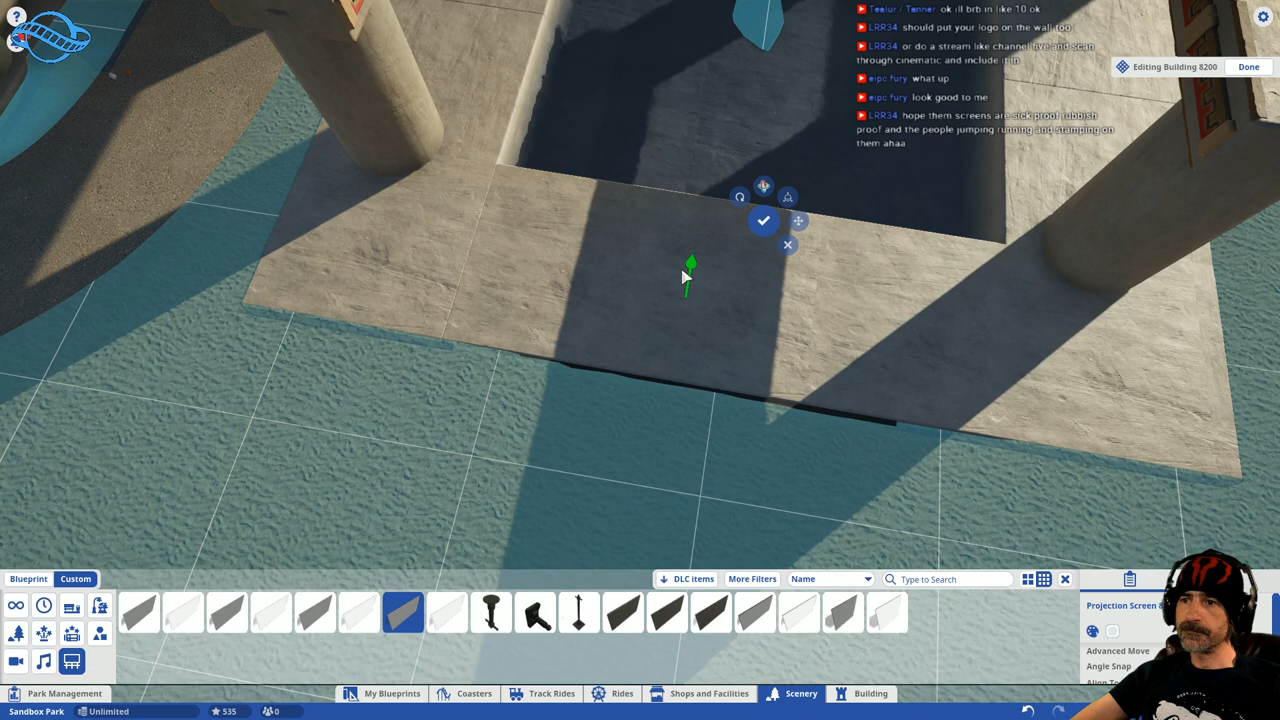 ?
Tealur / Tanner ok ill brb in like 10 ok
LRR34 should put your logo on the wall too
LRR34 or do a stream like channel five and scan
through cinematic and include it in
eipc fury what up
eipc fury look good to me
LRR34 hope them screens are sick proof rubbish
proof and the people jumping running and stamping on
them ahaa
Editing Building 8200
Done
Blueprint
Custom
DLC items
More Filters
Name
Type to Search
Projection Screen
Advanced Move
Angle Snap
Park Management
My Blueprints
Coasters
Track Rides
Rides
Shops and Facilities
Scenery
Building
Sandbox Park
Unlimited
535
0